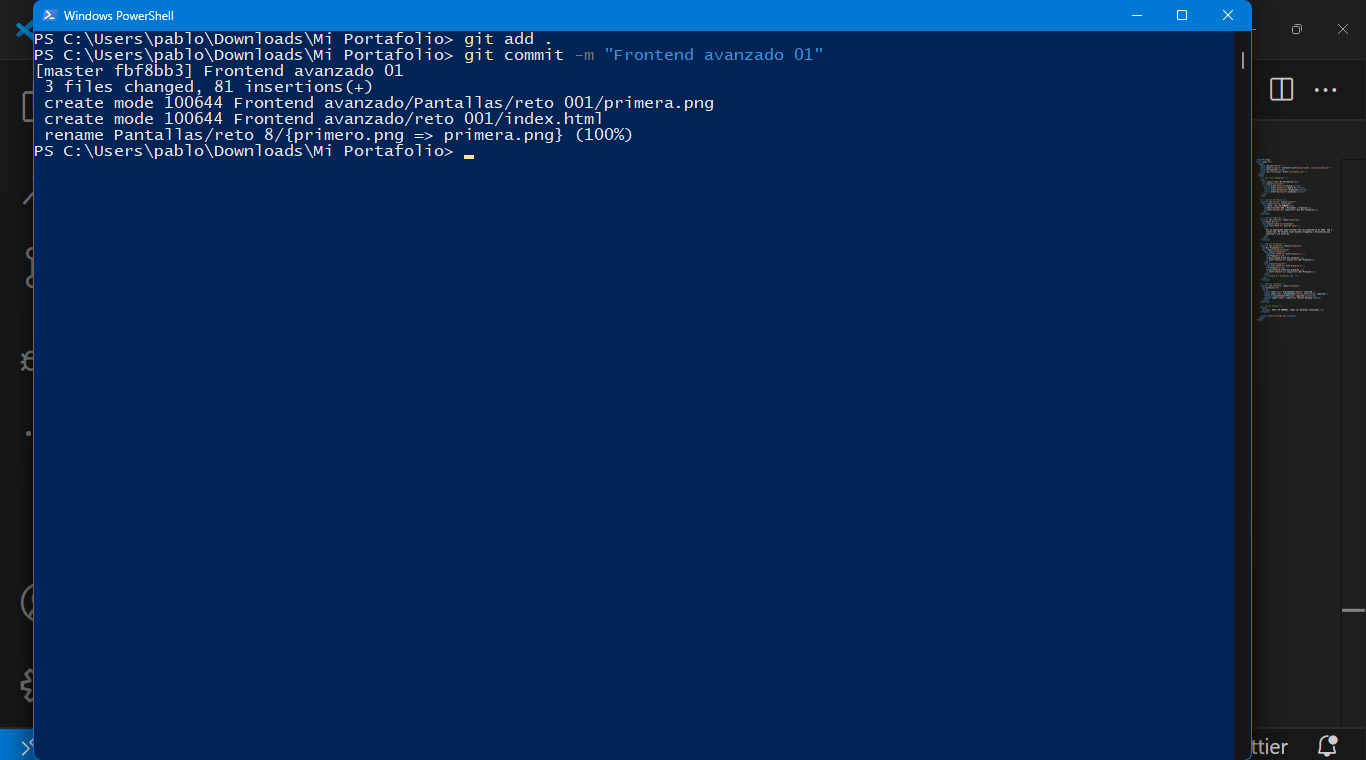 Windows PowerShell
PS C:\Users\pablo\Downloads\Mi Portafolio> git add .
PS C:\Users\pablo\Downloads\Mi Portafolio> git commit -m "Frontend avanzado 01"
[master fbf8bb3] Frontend avanzado 01
 3 files changed, 81 insertions(+)
 create mode 100644 Frontend avanzado/Pantallas/reto 001/primera.png
 create mode 100644 Frontend avanzado/reto 001/index.html
 rename Pantallas/reto 8/{primero.png => primera.png} (100%)
PS C:\Users\pablo\Downloads\Mi Portafolio>
ttier